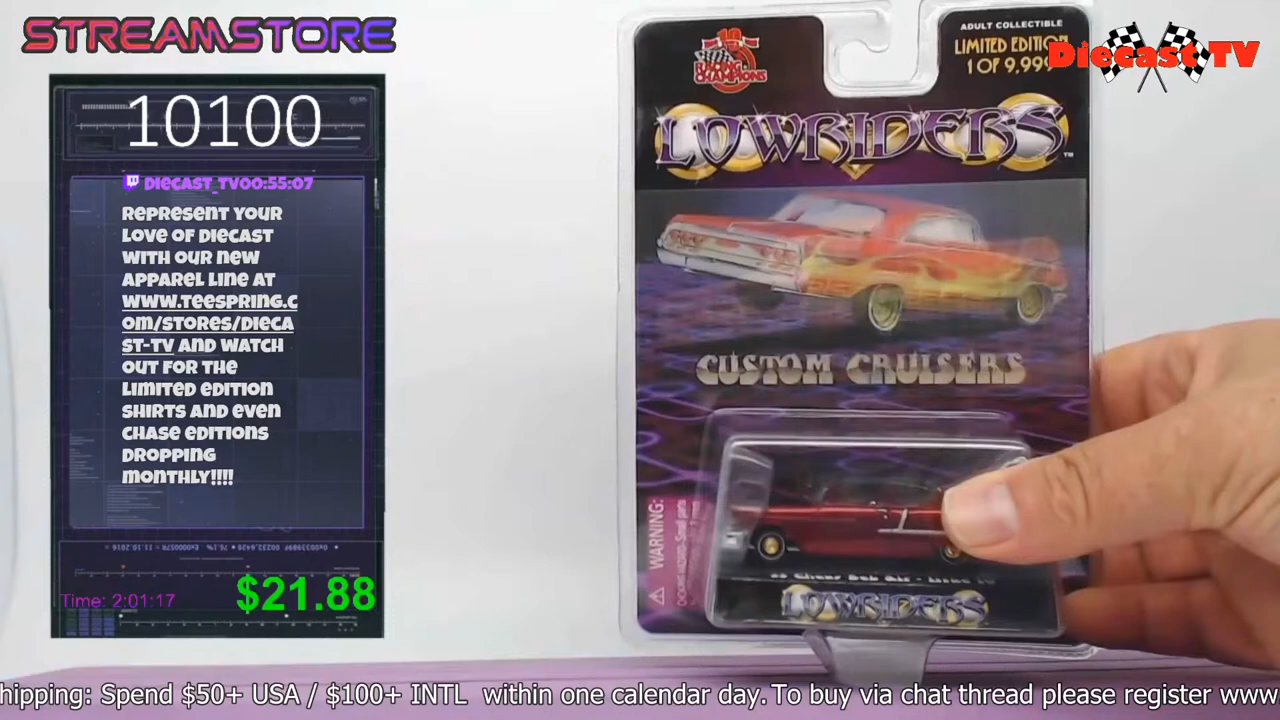 STREAMSTORE
10100
DIECAST_TV00:55:07
REPRESENT YOUR
LOVE OF DIECAST
WITH OUR NEW
APPAREL LINE AT
WWW.TEESPRING.C
OM/STORES/DIECA
ST-TV AND WATCH
OUT FOR THE
LIMITED EDITION
SHIRTS AND EVEN
CHASE EDITIONS
DROPPING
MONTHLY!!!!
Time: 2:01:17
$21.88
RACING
CHAMPIONS
ADULT COLLECTIBLE
LIMITED EDITION
1 OF 9,999
Diecast TV
LOWRIDERS™
CUSTOM CRUISERS
WARNING:
LOWRIDERS
hipping: Spend $50+ USA / $100+ INTL within one calendar day. To buy via chat thread please register www.